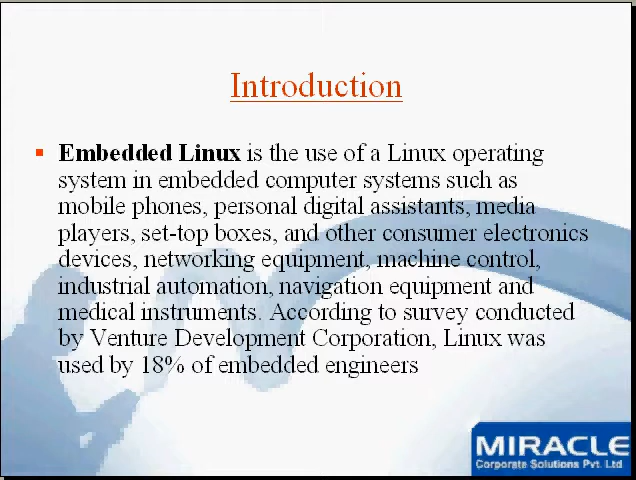 Introduction
Embedded Linux is the use of a Linux operating
system in embedded computer systems such as
mobile phones, personal digital assistants, media
players, set-top boxes, and other consumer electronics
devices, networking equipment, machine control,
industrial automation, navigation equipment and
medical instruments. According to survey conducted
by Venture Development Corporation, Linux was
used by 18% of embedded engineers
MIRACLE
Corporate Solutions Pvt. Ltd